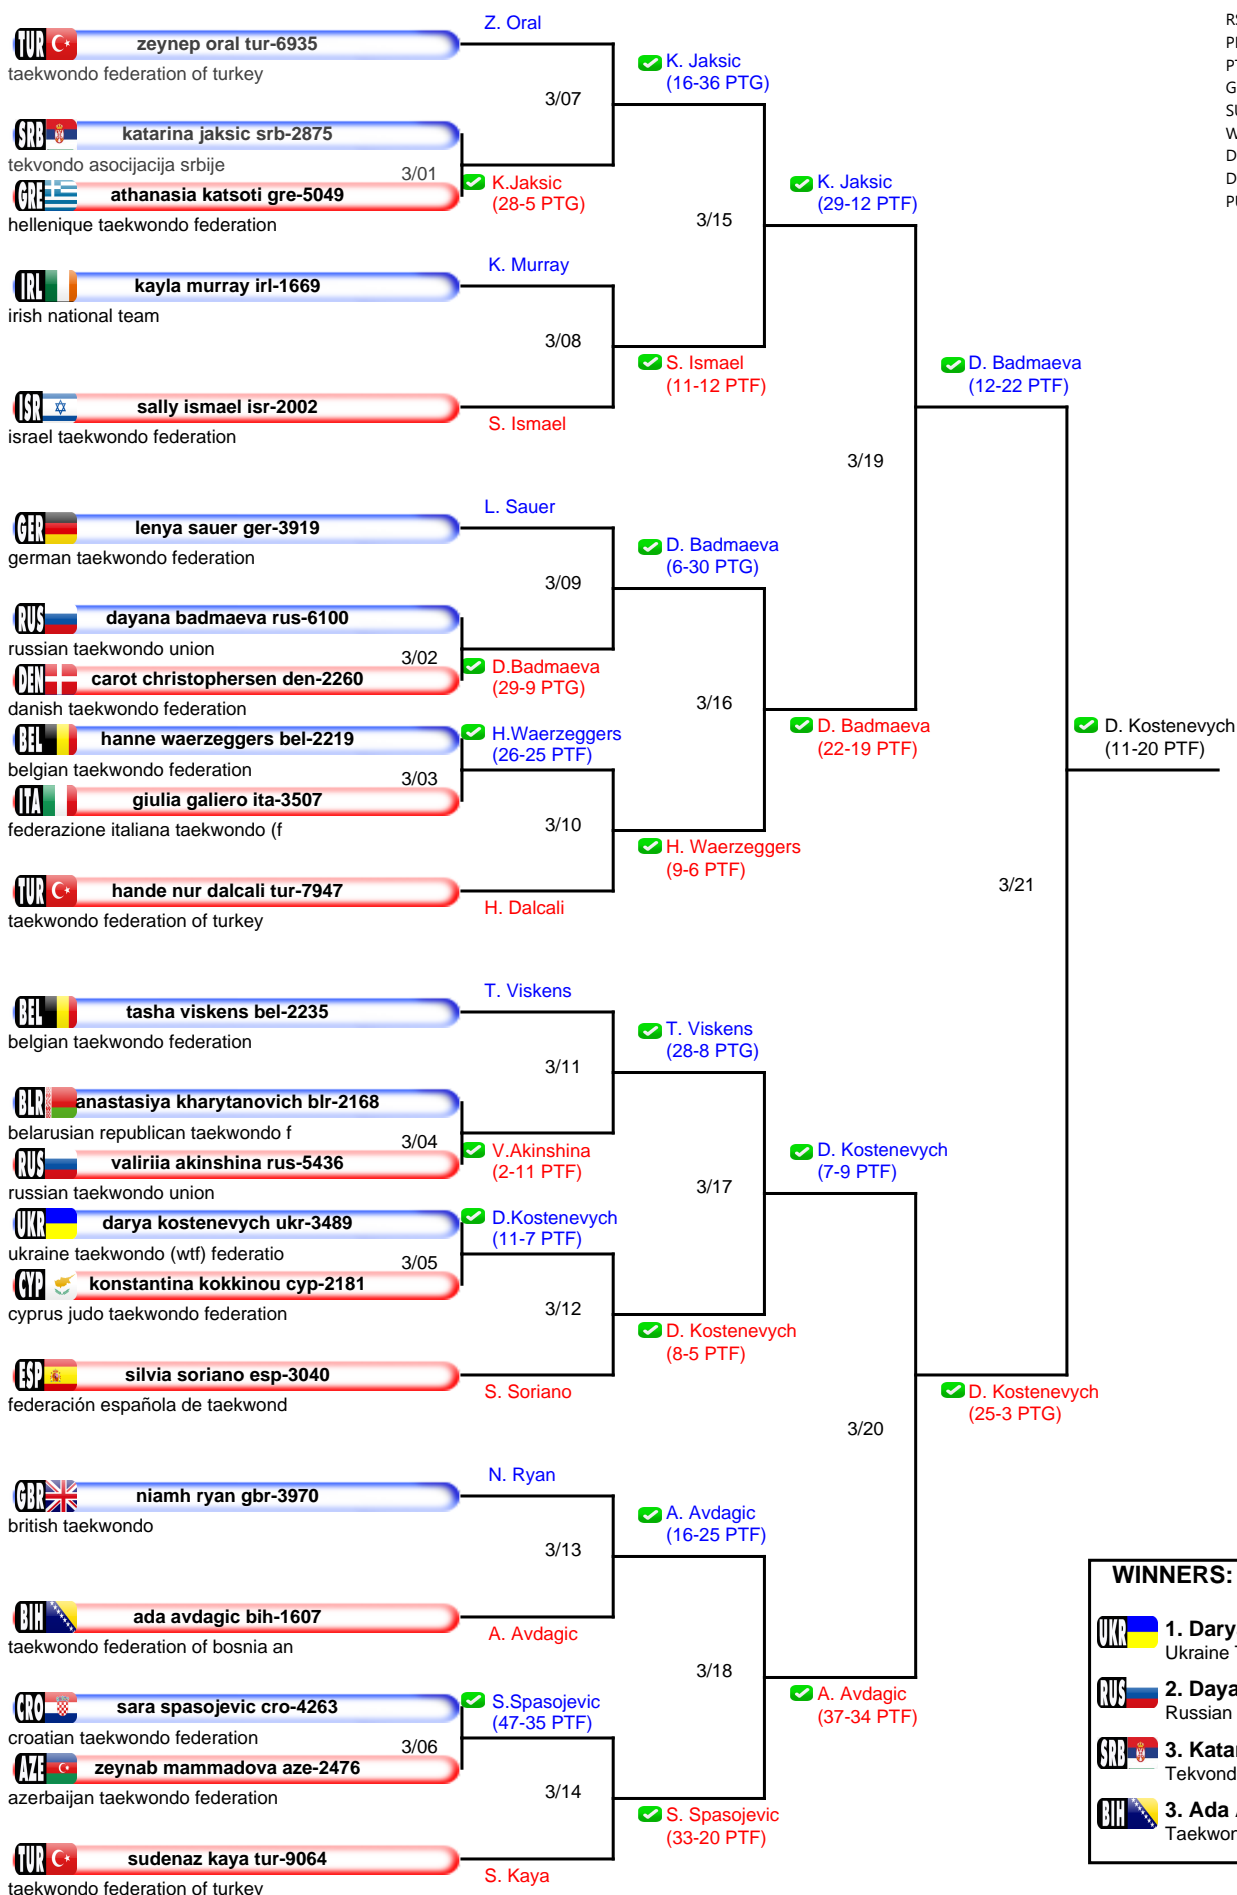 RS
Z. Oral
TUR zeynep oral tur-6935
P
taekwondo federation of turkey
K. Jaksic
PT
(16-36 PTG)
G
3/07
SU
SRB katarina jaksic srb-2875
W
tekvondo asocijacija srbije
D
3/01
D
GRE athanasia katsoti gre-5049
K.Jaksic
K. Jaksic
(28-5 PTG)
(29-12 PTF)
PU
hellenique taekwondo federation
3/15
K. Murray
IRL kayla murray irl-1669
irish national team
3/08
S. Ismael
D. Badmaeva
(11-12 PTF)
(12-22 PTF)
ISR sally ismael isr-2002
S. Ismael
israel taekwondo federation
3/19
L. Sauer
GER lenya sauer ger-3919
german taekwondo federation
D. Badmaeva
(6-30 PTG)
3/09
RUS dayana badmaeva rus-6100
russian taekwondo union
3/02
D.Badmaeva
DEN carot christophersen den-2260
(29-9 PTG)
danish taekwondo federation
3/16
BEL hanne waerzeggers bel-2219
H.Waerzeggers
D. Badmaeva
D. Kostenevych
(26-25 PTF)
(22-19 PTF)
(11-20 PTF)
belgian taekwondo federation
3/03
ITA giulia galiero ita-3507
federazione italiana taekwondo (f
3/10
H. Waerzeggers
(9-6 PTF)
TUR hande nur dalcali tur-7947
3/21
H. Dalcali
taekwondo federation of turkey
T. Viskens
BEL tasha viskens bel-2235
T. Viskens
belgian taekwondo federation
(28-8 PTG)
3/11
BLR anastasiya kharytanovich blr-2168
belarusian republican taekwondo f
3/04
V.Akinshina
D. Kostenevych
RUS valiriia akinshina rus-5436
(2-11 PTF)
(7-9 PTF)
russian taekwondo union
3/17
UKR darya kostenevych ukr-3489
D.Kostenevych
(11-7 PTF)
ukraine taekwondo (wtf) federatio
3/05
CYP konstantina kokkinou cyp-2181
cyprus judo taekwondo federation
3/12
D. Kostenevych
(8-5 PTF)
ESP silvia soriano esp-3040
S. Soriano
D. Kostenevych
federación española de taekwond
(25-3 PTG)
3/20
N. Ryan
GBR niamh ryan gbr-3970
A. Avdagic
british taekwondo
(16-25 PTF)
3/13
WINNERS:
BIH ada avdagic bih-1607
A. Avdagic
taekwondo federation of bosnia an
UKR 1. Dary
Ukraine T
3/18
CRO sara spasojevic cro-4263
S.Spasojevic
A. Avdagic
RUS 2. Daya
(47-35 PTF)
(37-34 PTF)
Russian
croatian taekwondo federation
3/06
AZE zeynab mammadova aze-2476
SRB 3. Katar
Tekvond
azerbaijan taekwondo federation
3/14
S. Spasojevic
BIH 3. Ada A
(33-20 PTF)
Taekwon
TUR sudenaz kaya tur-9064
S. Kaya
taekwondo federation of turkey